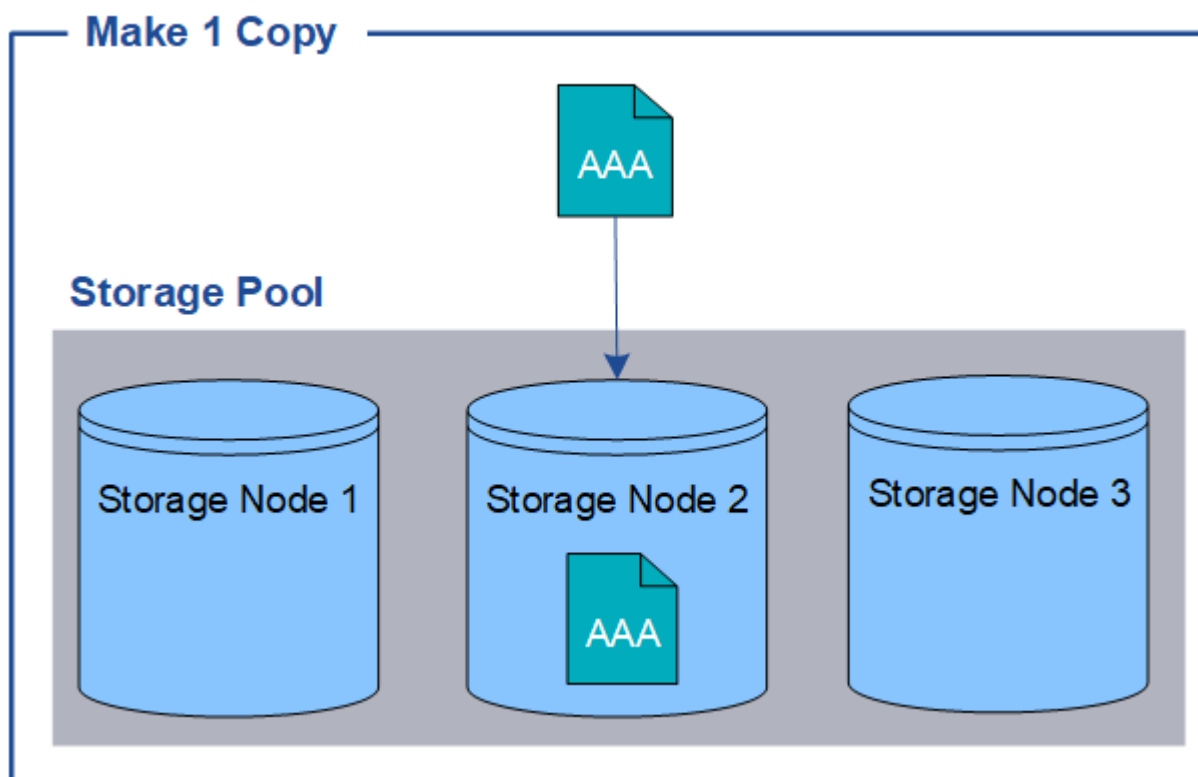 Make 1 Copy
AAA
Storage Pool
Storage Node 1
Storage Node 2
Storage Node 3
AAA